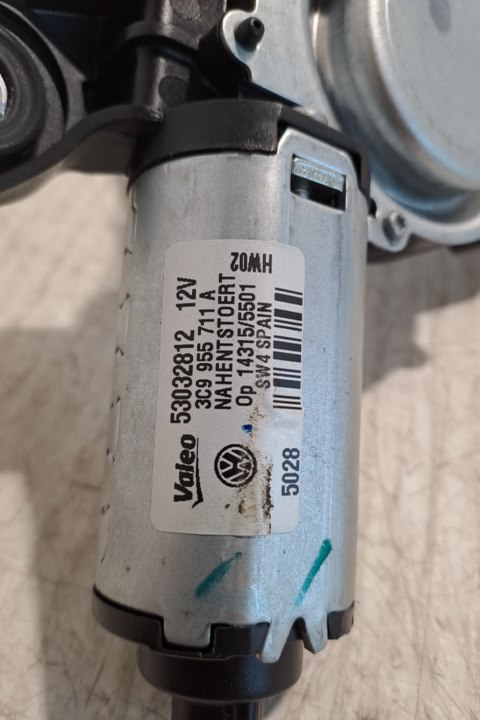 Valeo 53032812 12V
3C9 955 711 A
NAHENTSTOERT
Op 14315/5501
SW4 SPAIN
HW02
5028